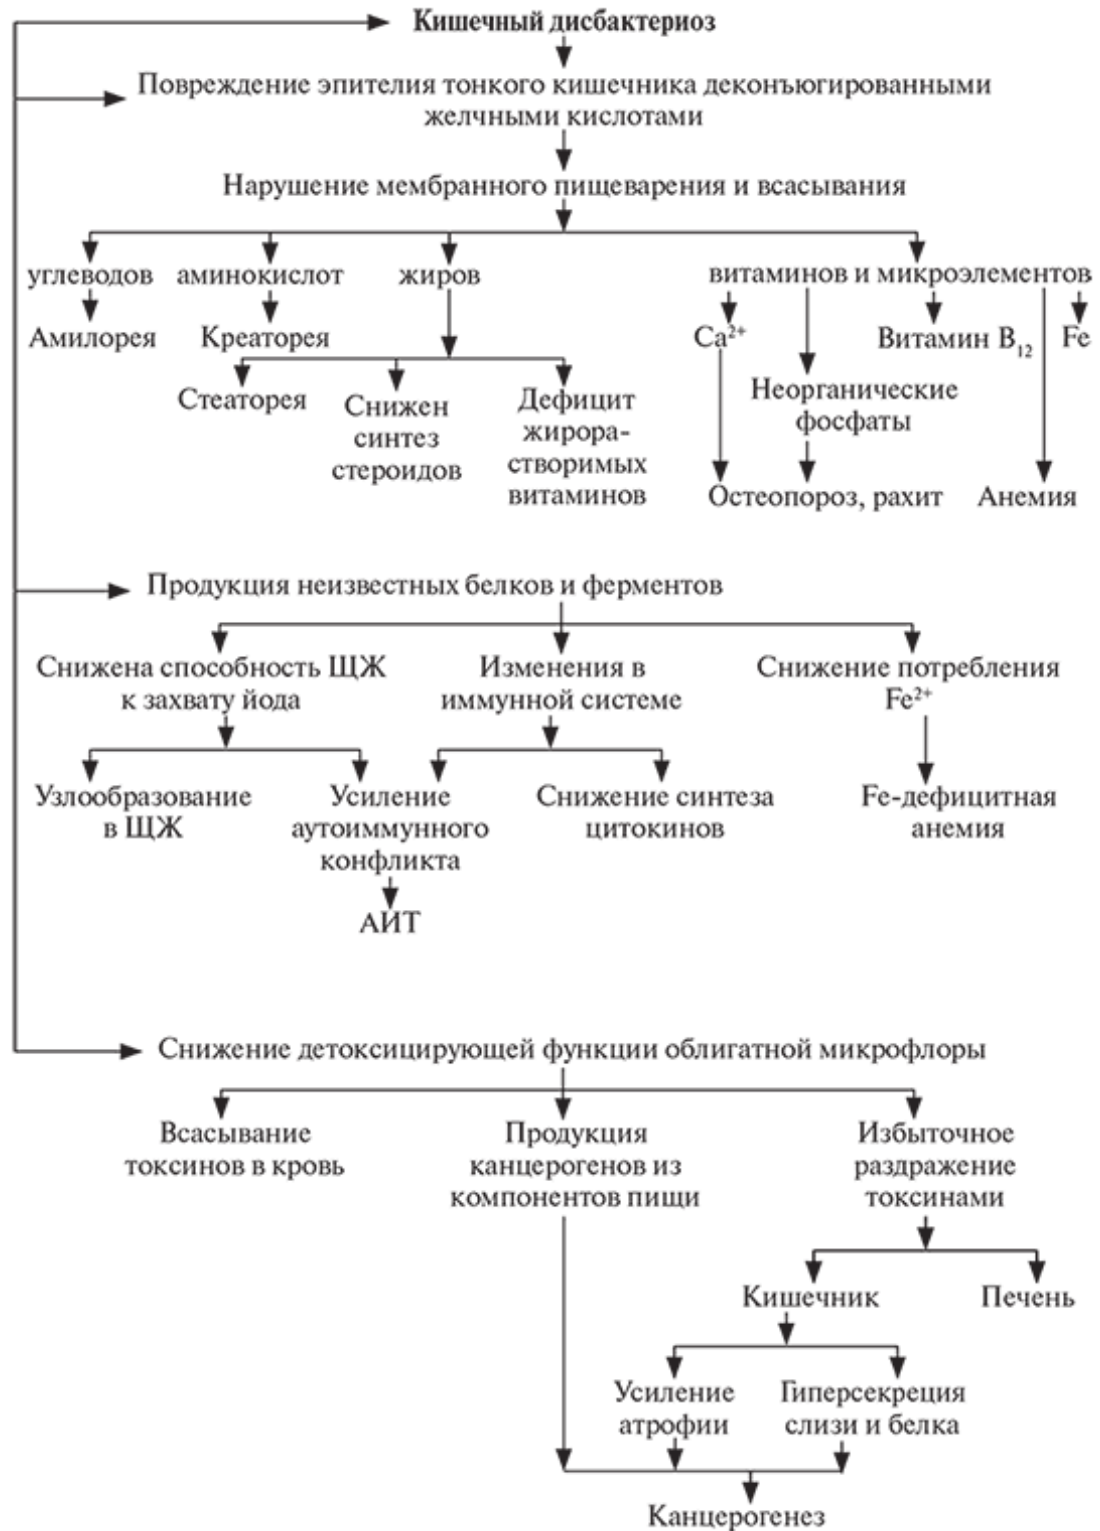 Кишечный дисбактериоз
Повреждение эпителия тонкого кишечника деконъюгированными
желчными кислотами
Нарушение мембранного пищеварения и всасывания
углеводов аминокислот жиров витаминов и микроэлементов
Амилорея Креаторея Ca²⁺ Витамин B₁₂ Fe
Стеаторея
Снижен
синтез
стероидов
Дефицит
жирора-
створимых
витаминов
Неорганические
фосфаты
Остеопороз, рахит Анемия
Продукция неизвестных белков и ферментов
Снижена способность ЩЖ
к захвату йода
Изменения в
иммунной системе
Снижение потребления
Fe²⁺
Узлообразование
в ЩЖ
Усиление
аутоиммунного
конфликта
Снижение синтеза
цитокинов
Fe-дефицитная
анемия
АИТ
Снижение детоксицирующей функции облигатной микрофлоры
Всасывание
токсинов в кровь
Продукция
канцерогенов из
компонентов пищи
Избыточное
раздражение
токсинами
Кишечник Печень
Усиление
атрофии
Гиперсекреция
слизи и белка
Канцерогенез